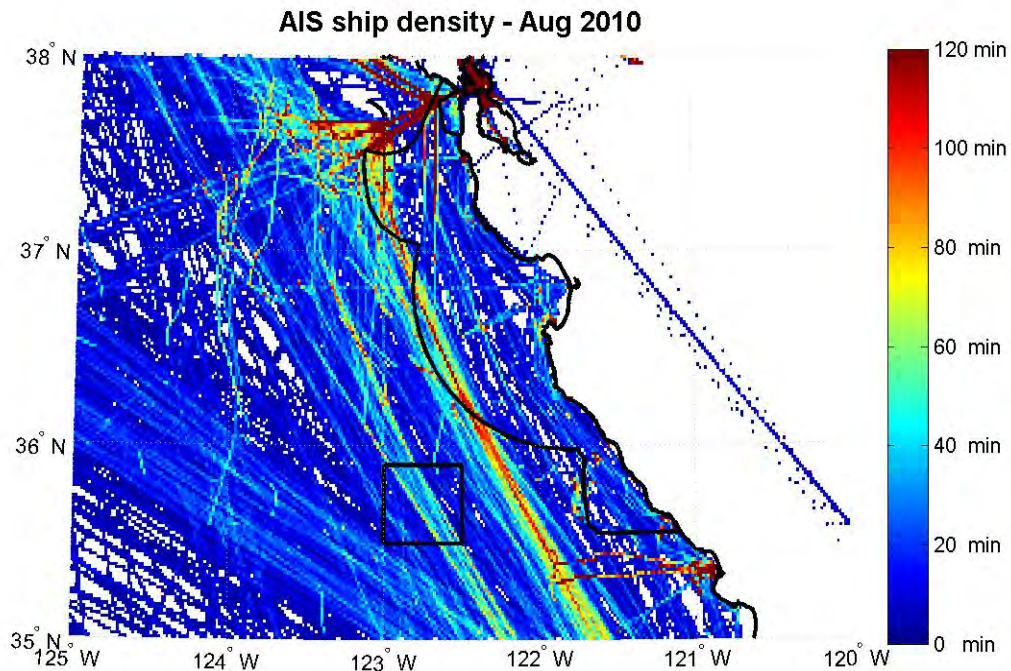 AIS ship density - Aug 2010
38° N
37° N
36° N
35° N
125° W
124° W
123° W
122° W
121° W
120° W
120 min
100 min
80 min
60 min
40 min
20 min
0 min